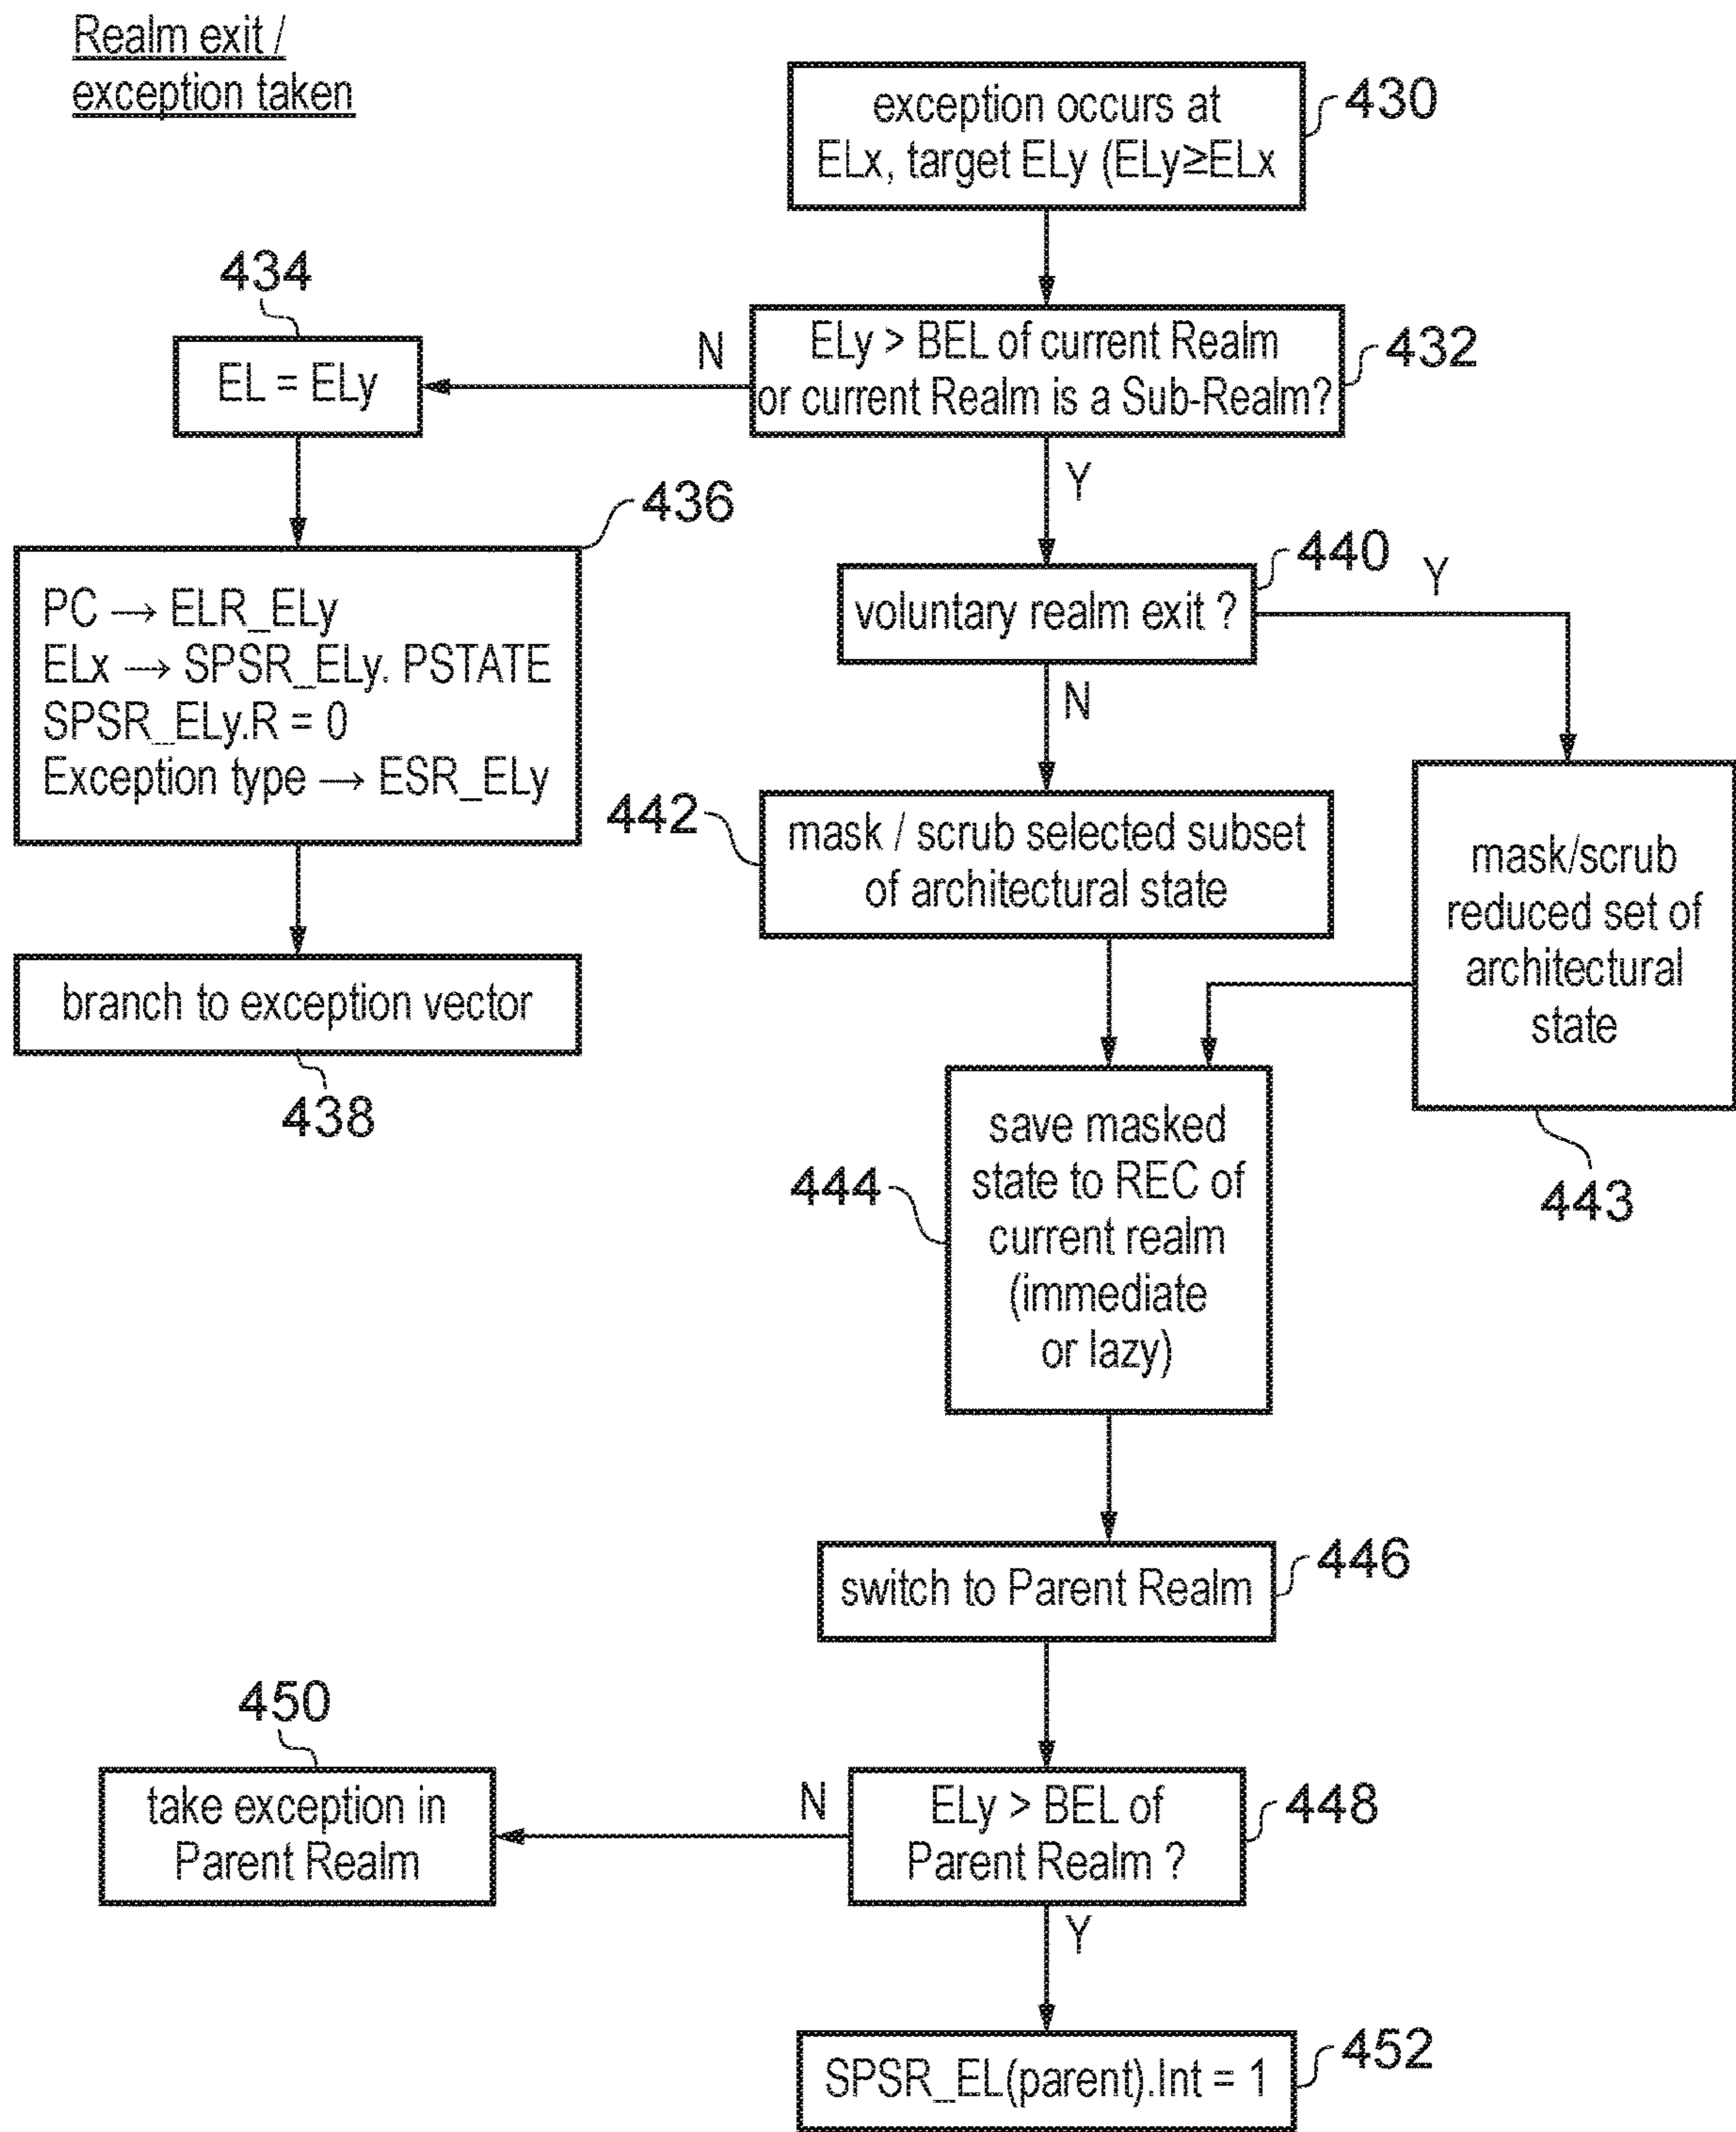 Realm exit /
exception taken
exception occurs at
ELx, target ELy (ELy≥ELx
430
ELy > BEL of current Realm
or current Realm is a Sub-Realm?
432
N
434
EL = ELy
436
PC → ELR_ELy
ELx → SPSR_ELy. PSTATE
SPSR_ELy.R = 0
Exception type → ESR_ELy
branch to exception vector
438
Y
voluntary realm exit ?
440
Y
N
442
mask / scrub selected subset
of architectural state
mask/scrub
reduced set of
architectural
state
443
444
save masked
state to REC of
current realm
(immediate
or lazy)
switch to Parent Realm
446
ELy > BEL of
Parent Realm ?
448
N
450
take exception in
Parent Realm
Y
SPSR_EL(parent).Int = 1
452